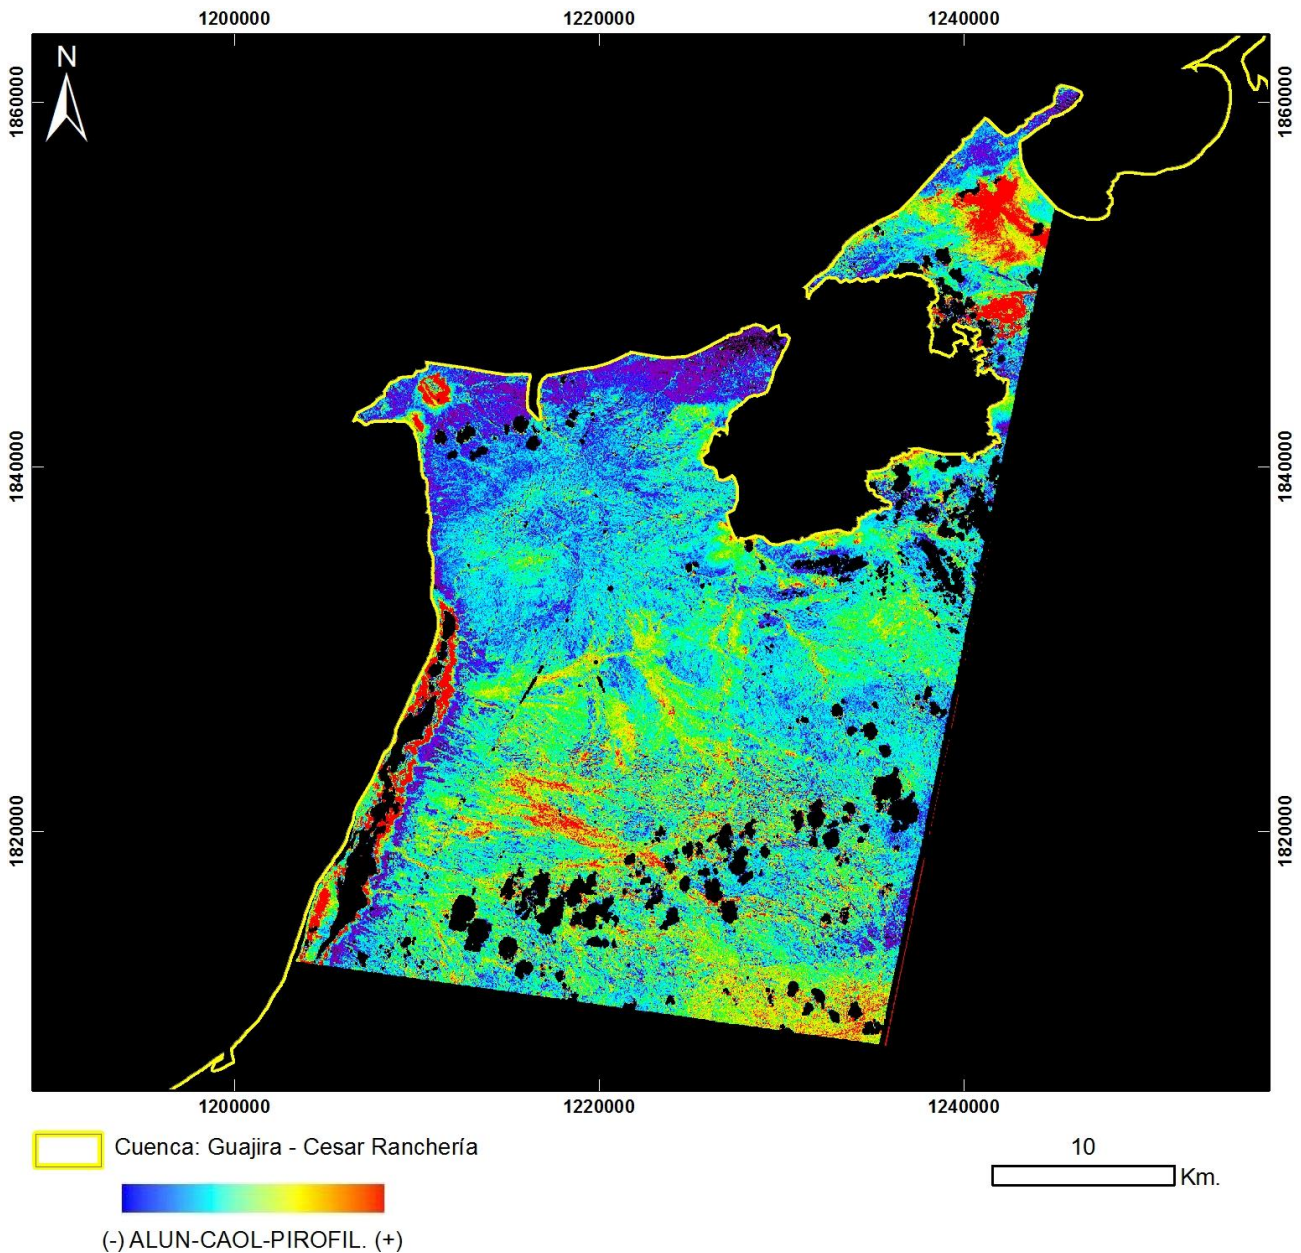 1200000 1220000 1240000
N
1860000 1860000
1840000 1840000
1820000 1820000
1200000 1220000 1240000
Cuenca: Guajira - Cesar Ranchería
10
Km.
(-) ALUN-CAOL-PIROFIL. (+)